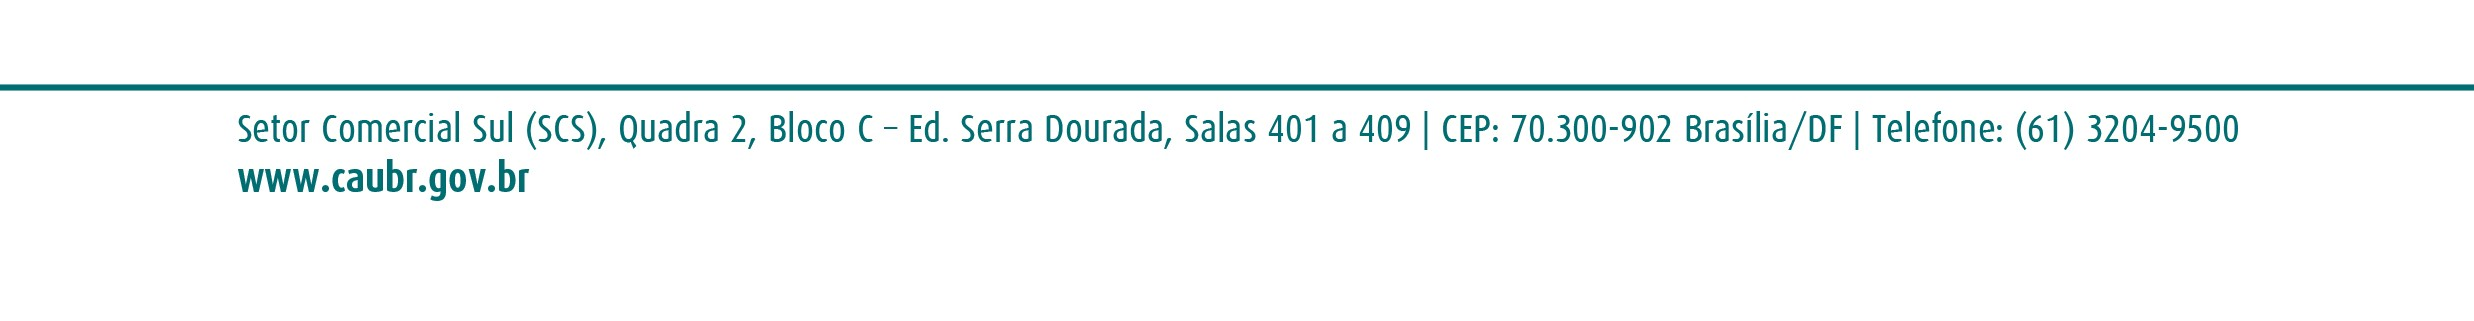 Setor Comercial Sul (SCS), Quadra 2, Bloco C – Ed. Serra Dourada, Salas 401 a 409 | CEP: 70.300-902 Brasília/DF | Telefone: (61) 3204-9500
www.caubr.gov.br